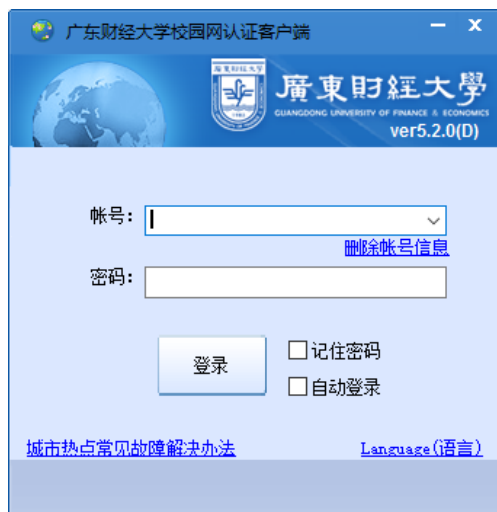 广东财经大学校园网认证客户端
廣東財經大學
GUANGDONG UNIVERSITY OF FINANCE & ECONOMICS
ver5.2.0(D)
帐号:
删除帐号信息
密码:
登录
记住密码
自动登录
城市热点常见故障解决办法
Language(语言)